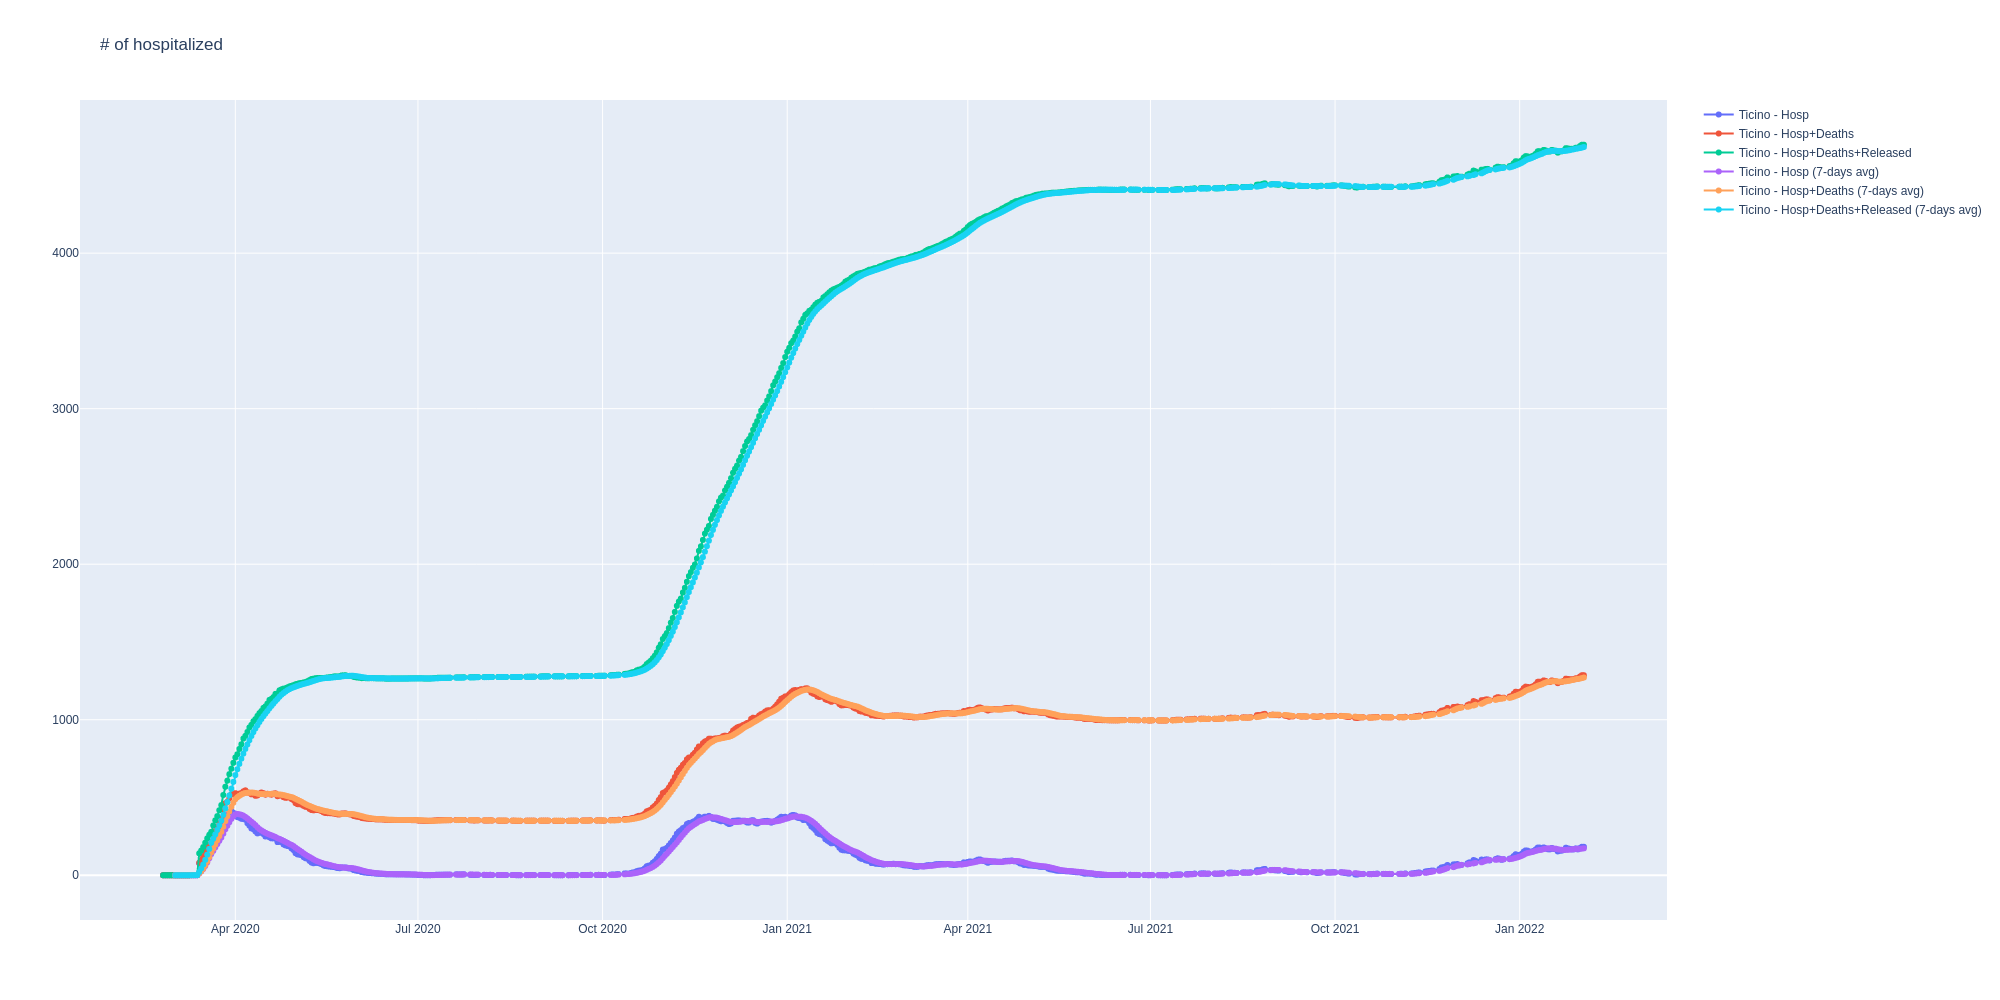 # of hospitalized
Ticino - Hosp
Ticino - Hosp+Deaths
Ticino - Hosp+Deaths+Released
Ticino - Hosp (7-days avg)
Ticino - Hosp+Deaths (7-days avg)
Ticino - Hosp+Deaths+Released (7-days avg)
4000
3000
2000
1000
0
Apr 2020 Jul 2020 Oct 2020 Jan 2021 Apr 2021 Jul 2021 Oct 2021 Jan 2022